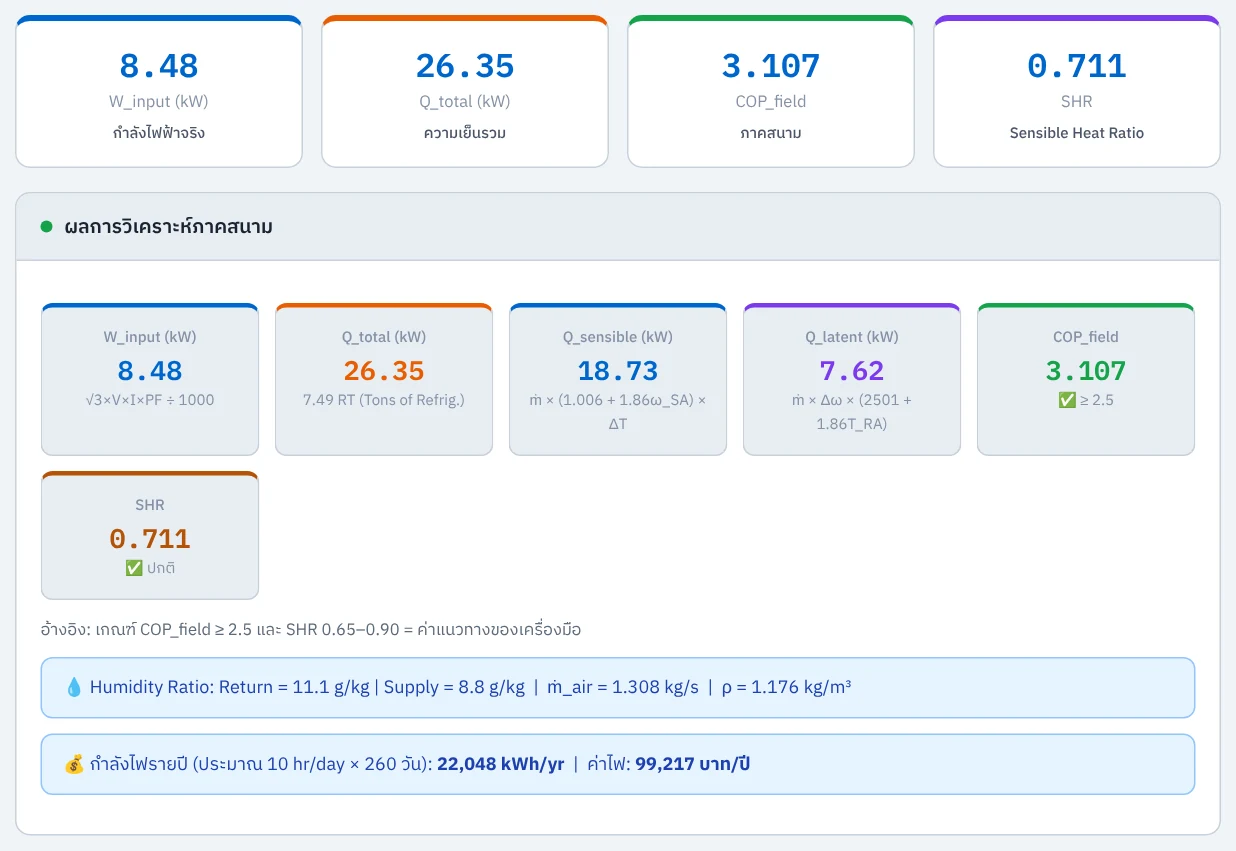 8.48
W_input (kW)
กำลังไฟฟ้าจริง
26.35
Q_total (kW)
ความเย็นรวม
3.107
COP_field
ภาคสนาม
0.711
SHR
Sensible Heat Ratio
ผลการวิเคราะห์ภาคสนาม
W_input (kW)
8.48
√3×V×I×PF ÷ 1000
Q_total (kW)
26.35
7.49 RT (Tons of Refrig.)
Q_sensible (kW)
18.73
ṁ × (1.006 + 1.86ω_SA) ×
ΔT
Q_latent (kW)
7.62
ṁ × Δω × (2501 +
1.86T_RA)
COP_field
3.107
✅ ≥ 2.5
SHR
0.711
✅ ปกติ
อ้างอิง: เกณฑ์ COP_field ≥ 2.5 และ SHR 0.65–0.90 = ค่าแนวทางของเครื่องมือ
💧 Humidity Ratio: Return = 11.1 g/kg | Supply = 8.8 g/kg | ṁ_air = 1.308 kg/s | ρ = 1.176 kg/m³
💰 กำลังไฟรายปี (ประมาณ 10 hr/day × 260 วัน): 22,048 kWh/yr | ค่าไฟ: 99,217 บาท/ปี